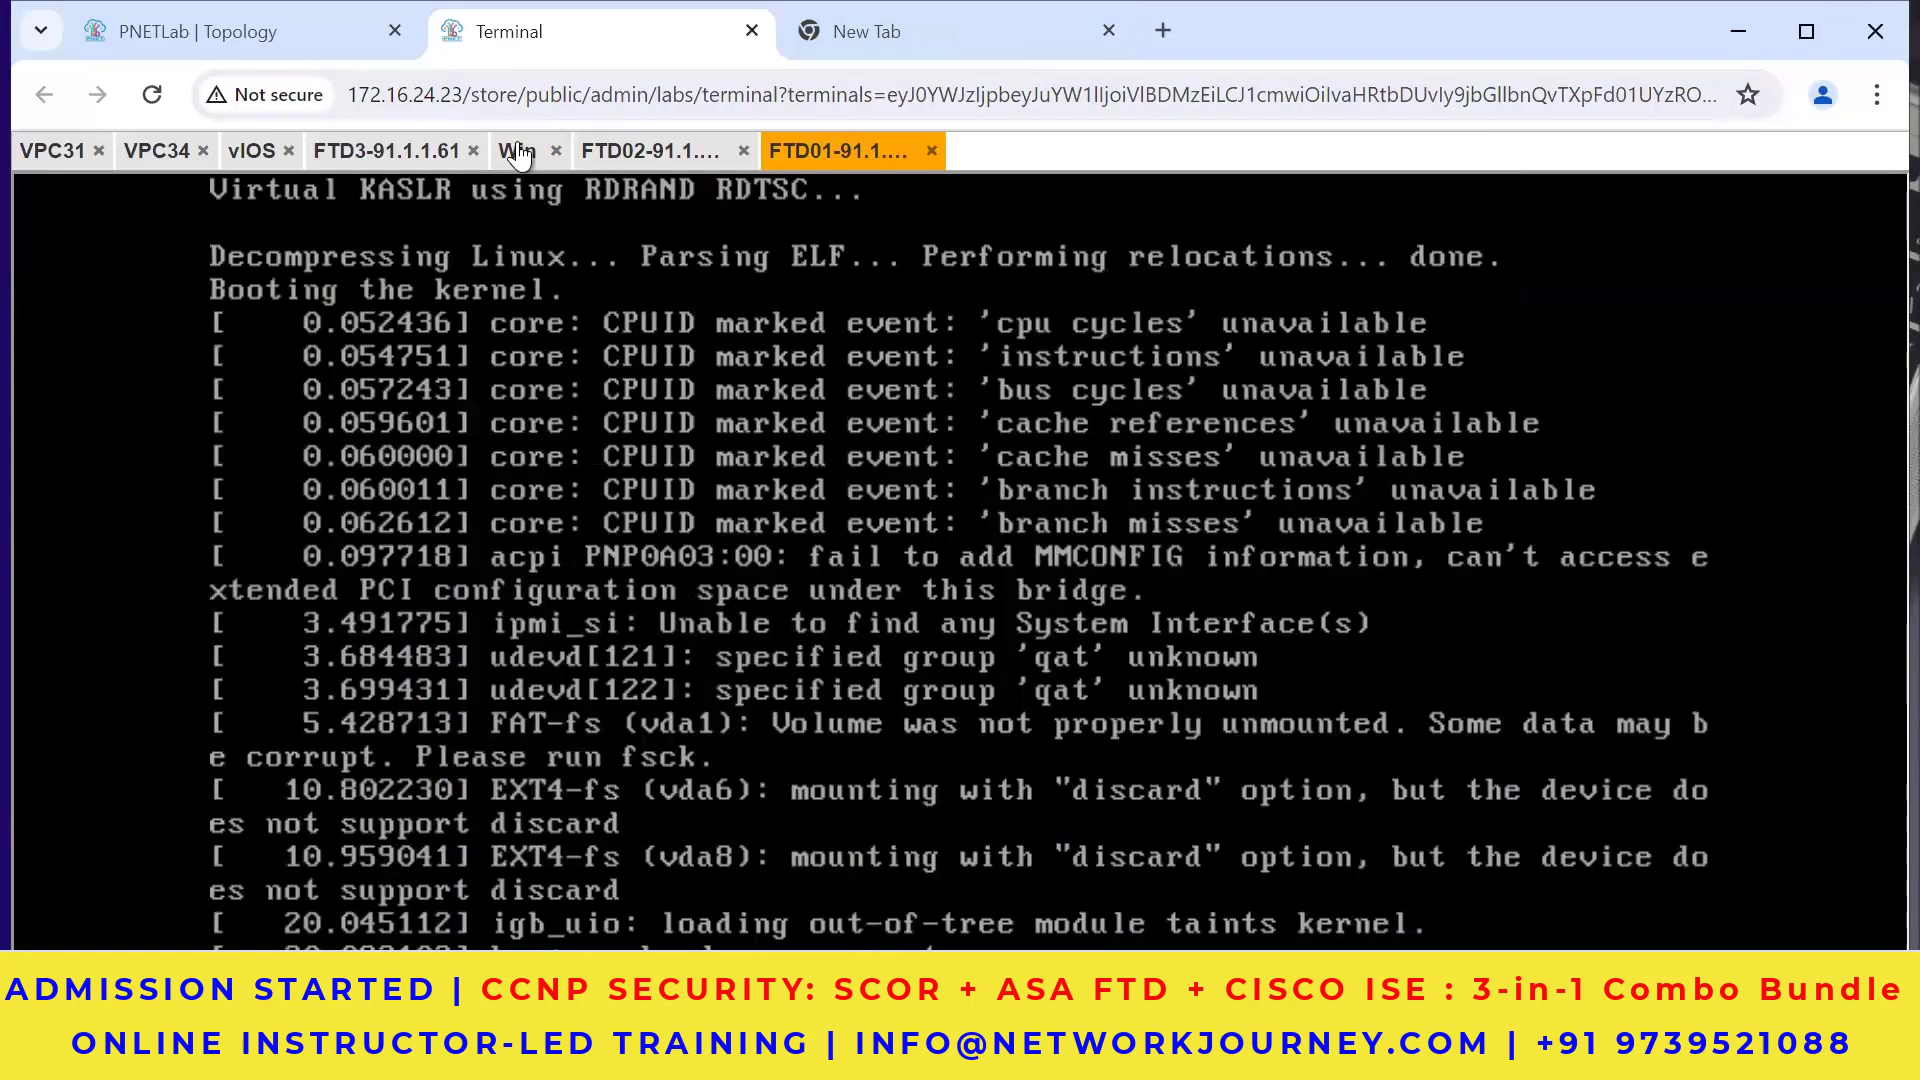 PNETLab | Topology
Terminal
New Tab
Not secure
172.16.24.23/store/public/admin/labs/terminal?terminals=eyJ0YWJzIjpbeyJuYW1lIjoiVlBDMzEiLCJ1cmwiOiIvaHRtbDUvIy9jbGllbnQvTXpFd01UYzRO...
VPC31 × VPC34 × vIOS × FTD3-91.1.1.61 × Win × FTD02-91.1.... × FTD01-91.1.... ×
Virtual KASLR using RDRAND RDTSC...
Decompressing Linux... Parsing ELF... Performing relocations... done.
Booting the kernel.
[    0.052436] core: CPUID marked event: 'cpu cycles' unavailable
[    0.054751] core: CPUID marked event: 'instructions' unavailable
[    0.057243] core: CPUID marked event: 'bus cycles' unavailable
[    0.059601] core: CPUID marked event: 'cache references' unavailable
[    0.060000] core: CPUID marked event: 'cache misses' unavailable
[    0.060011] core: CPUID marked event: 'branch instructions' unavailable
[    0.062612] core: CPUID marked event: 'branch misses' unavailable
[    0.097718] acpi PNP0A03:00: fail to add MMCONFIG information, can't access e
xtended PCI configuration space under this bridge.
[    3.491775] ipmi_si: Unable to find any System Interface(s)
[    3.684483] udevd[121]: specified group 'qat' unknown
[    3.699431] udevd[122]: specified group 'qat' unknown
[    5.428713] FAT-fs (vda1): Volume was not properly unmounted. Some data may b
e corrupt. Please run fsck.
[   10.802230] EXT4-fs (vda6): mounting with "discard" option, but the device do
es not support discard
[   10.959041] EXT4-fs (vda8): mounting with "discard" option, but the device do
es not support discard
[   20.045112] igb_uio: loading out-of-tree module taints kernel.
ADMISSION STARTED | CCNP SECURITY: SCOR + ASA FTD + CISCO ISE : 3-in-1 Combo Bundle
ONLINE INSTRUCTOR-LED TRAINING | INFO@NETWORKJOURNEY.COM | +91 9739521088